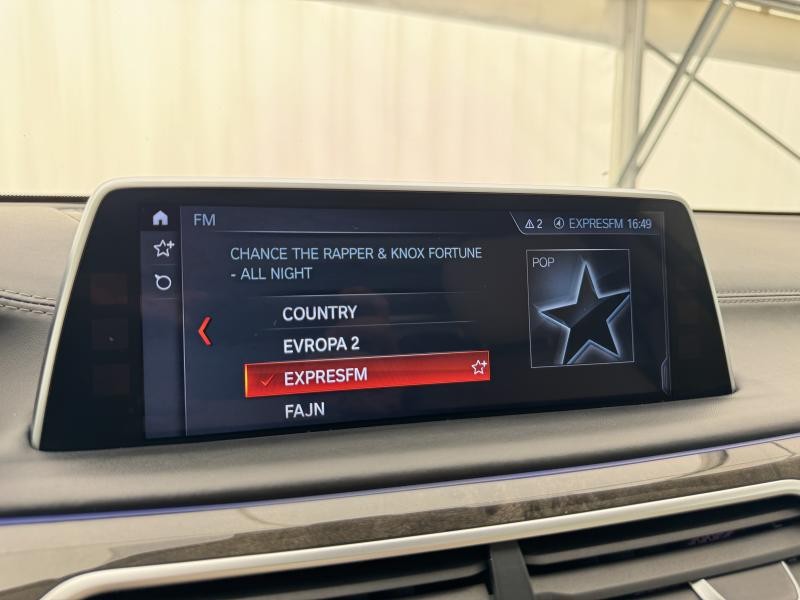 FM
2 EXPRESFM 16:49
CHANCE THE RAPPER & KNOX FORTUNE
- ALL NIGHT
POP
COUNTRY
EVROPA 2
EXPRESFM
FAJN